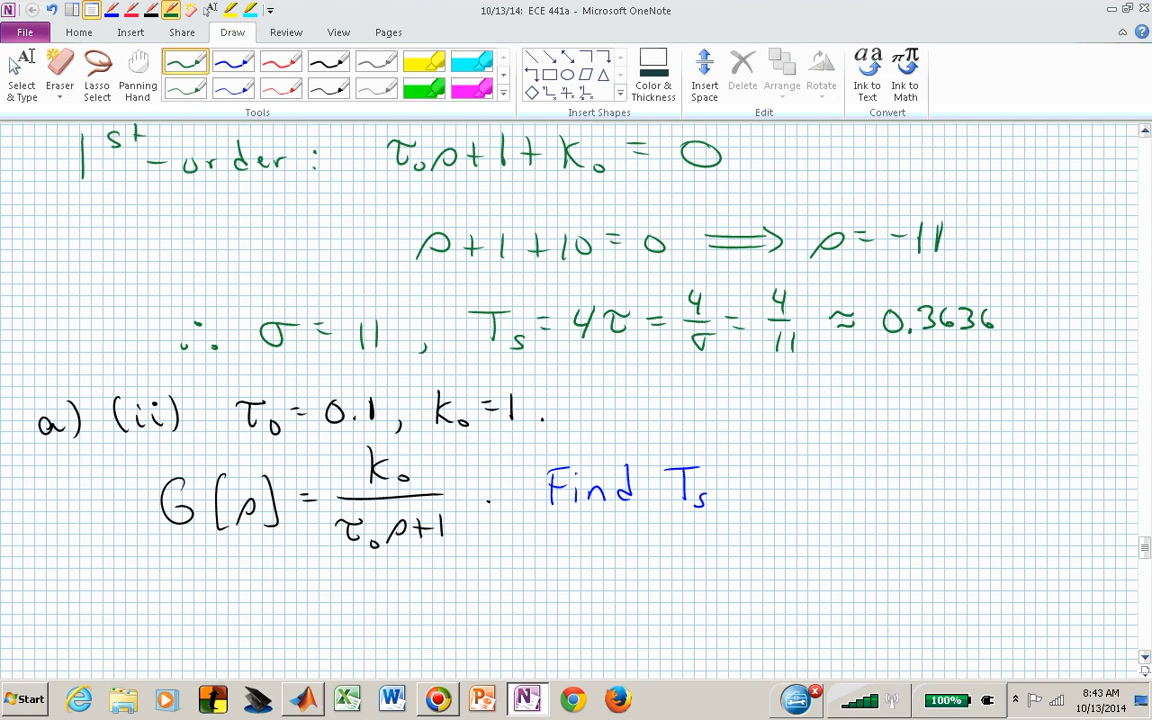 10/13/14: ECE 441a - Microsoft OneNote
File Home Insert Draw Share Review View Pages
Select & Type Eraser Lasso Select Panning Hand Color & Thickness Insert Space Delete Arrange Rotate Ink to Text Ink to Math
Tools Insert Shapes Edit Convert
1st-order: τ₀ρ+1+k₀ = 0
ρ+1+10=0 ⟹ ρ=-11
∴ σ=11, Ts = 4τ = 4/σ = 4/11 ≈ 0.3636
a) (ii) τ₀=0.1, k₀=1.
G[ρ] = k₀/(τ₀ρ+1). Find Ts
Start 100% 8:43 AM
10/13/2014